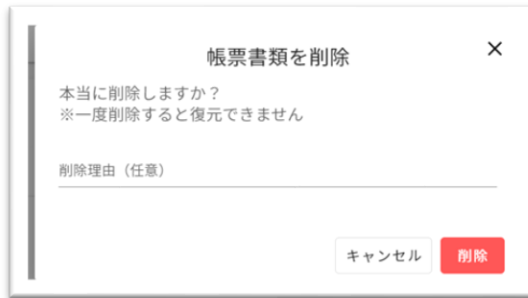 帳票書類を削除
本当に削除しますか？
※一度削除すると復元できません
削除理由（任意）
キャンセル 削除